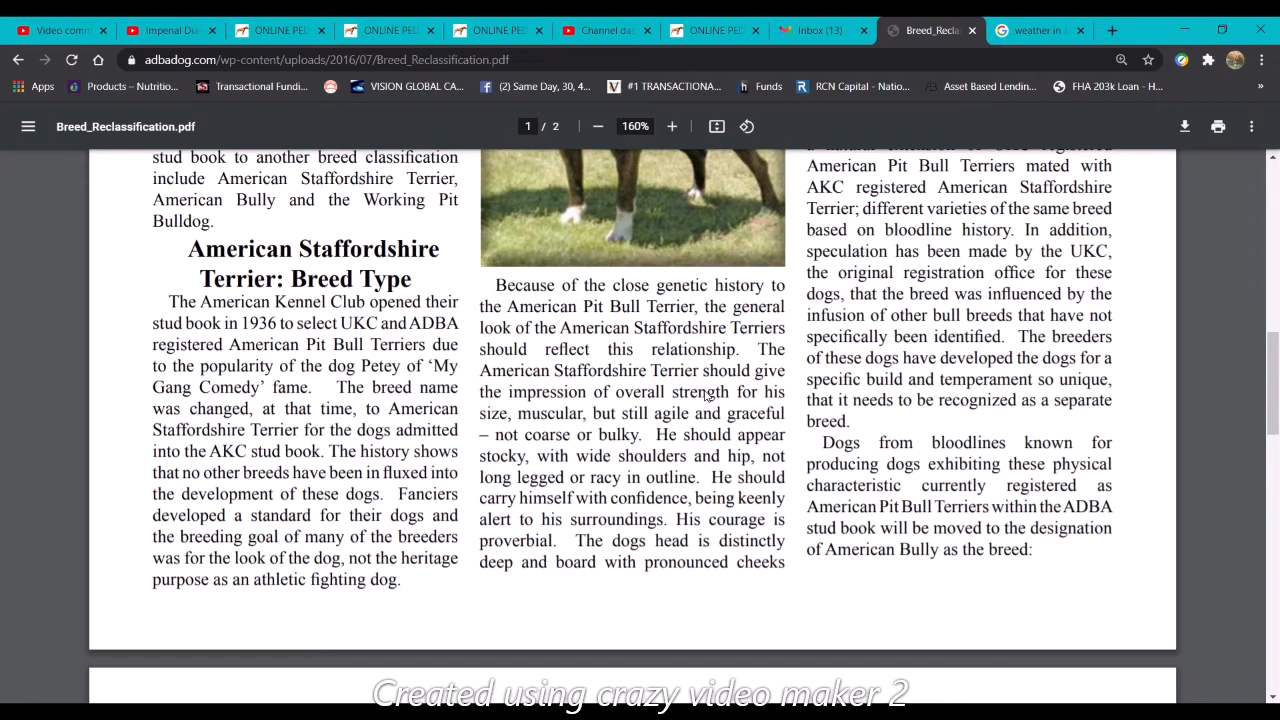 Video comm
Imperial Dia
ONLINE PED
ONLINE PED
ONLINE PED
Channel das
ONLINE PED
Inbox (13)
Breed_Recla
weather in
adbadog.com/wp-content/uploads/2016/07/Breed_Reclassification.pdf
Apps
Products – Nutritio...
Transactional Fundi...
VISION GLOBAL CA...
(2) Same Day, 30, 4...
#1 TRANSACTIONA...
Funds
RCN Capital - Natio...
Asset Based Lendin...
FHA 203k Loan - H...
»
Breed_Reclassification.pdf
1 / 2
160%
stud book to another breed classification
include American Staffordshire Terrier,
American Bully and the Working Pit
Bulldog.
American Staffordshire
Terrier: Breed Type
The American Kennel Club opened their
stud book in 1936 to select UKC and ADBA
registered American Pit Bull Terriers due
to the popularity of the dog Petey of ‘My
Gang Comedy’ fame. The breed name
was changed, at that time, to American
Staffordshire Terrier for the dogs admitted
into the AKC stud book. The history shows
that no other breeds have been in fluxed into
the development of these dogs. Fanciers
developed a standard for their dogs and
the breeding goal of many of the breeders
was for the look of the dog, not the heritage
purpose as an athletic fighting dog.
Because of the close genetic history to
the American Pit Bull Terrier, the general
look of the American Staffordshire Terriers
should reflect this relationship. The
American Staffordshire Terrier should give
the impression of overall strength for his
size, muscular, but still agile and graceful
– not coarse or bulky. He should appear
stocky, with wide shoulders and hip, not
long legged or racy in outline. He should
carry himself with confidence, being keenly
alert to his surroundings. His courage is
proverbial. The dogs head is distinctly
deep and board with pronounced cheeks
American Pit Bull Terriers mated with
AKC registered American Staffordshire
Terrier; different varieties of the same breed
based on bloodline history. In addition,
speculation has been made by the UKC,
the original registration office for these
dogs, that the breed was influenced by the
infusion of other bull breeds that have not
specifically been identified. The breeders
of these dogs have developed the dogs for a
specific build and temperament so unique,
that it needs to be recognized as a separate
breed.
Dogs from bloodlines known for
producing dogs exhibiting these physical
characteristic currently registered as
American Pit Bull Terriers within the ADBA
stud book will be moved to the designation
of American Bully as the breed:
Created using crazy video maker 2